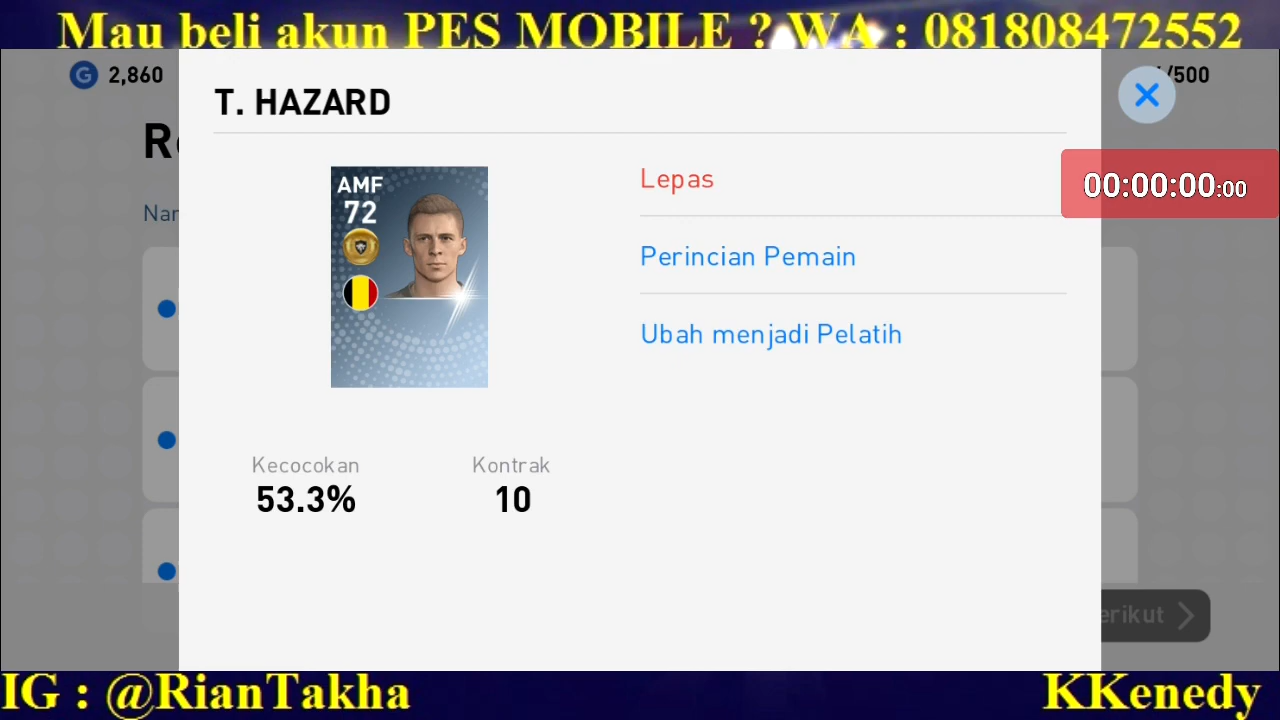 Mau beli akun PES MOBILE ? WA : 081808472552
2,860
/500
T. HAZARD
AMF
72
Lepas
00:00:00:00
Perincian Pemain
Ubah menjadi Pelatih
Kecocokan
Kontrak
53.3%
10
erikut
IG : @RianTakha
KKenedy